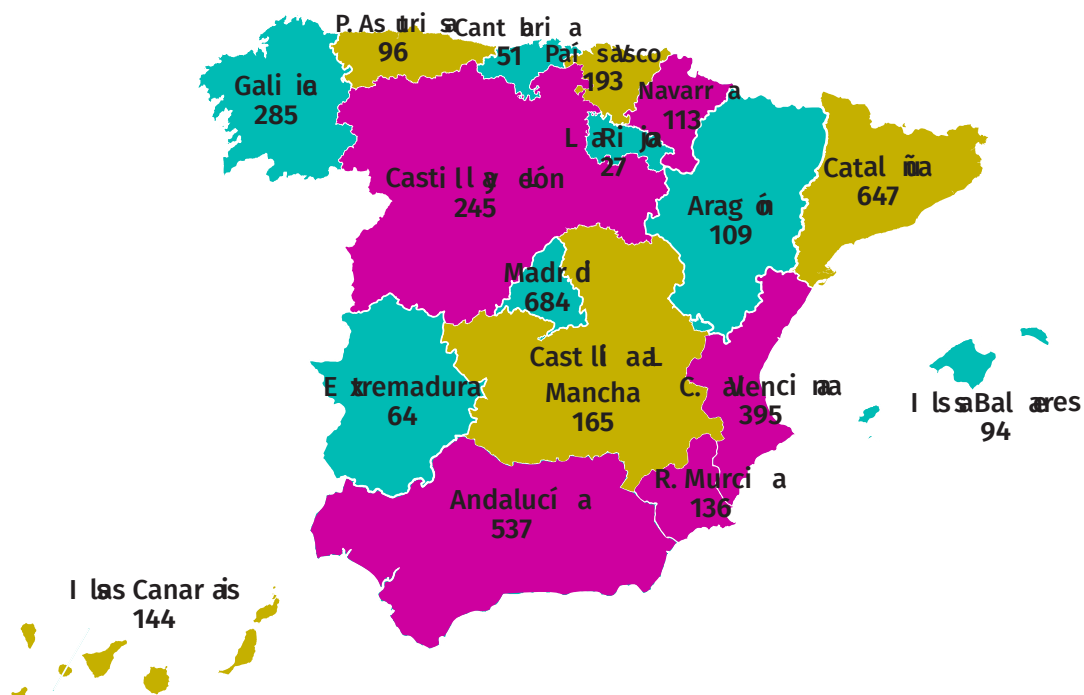 P. Asturias
96
Cantabria
51
País Vasco
193
Galicia
285
Navarra
113
La Rioja
27
Castilla y León
245
Cataluña
647
Aragón
109
Madrid
684
Castilla La
Mancha
165
Extremadura
64
C. Valenciana
395
Illes Balears
94
R. Murcia
136
Andalucía
537
Islas Canarias
144